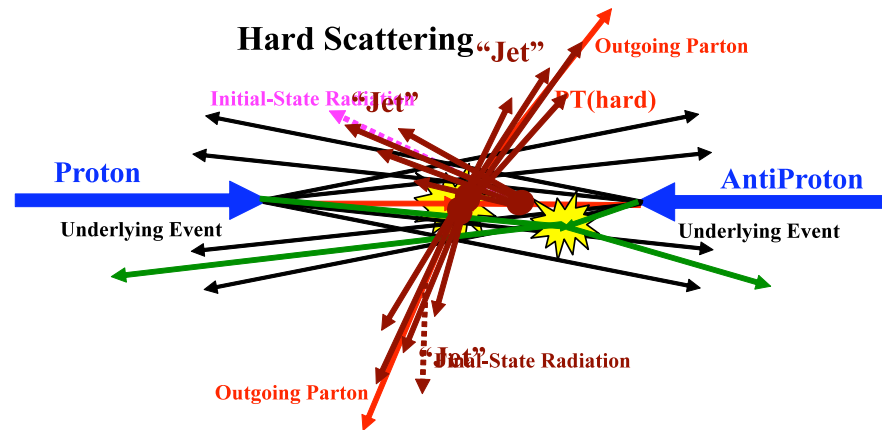 Hard Scattering
"Jet"
Outgoing Parton
Initial-State Radiation
"Jet"
PT(hard)
Proton
AntiProton
Underlying Event
Underlying Event
"Jet"
Final-State Radiation
Outgoing Parton